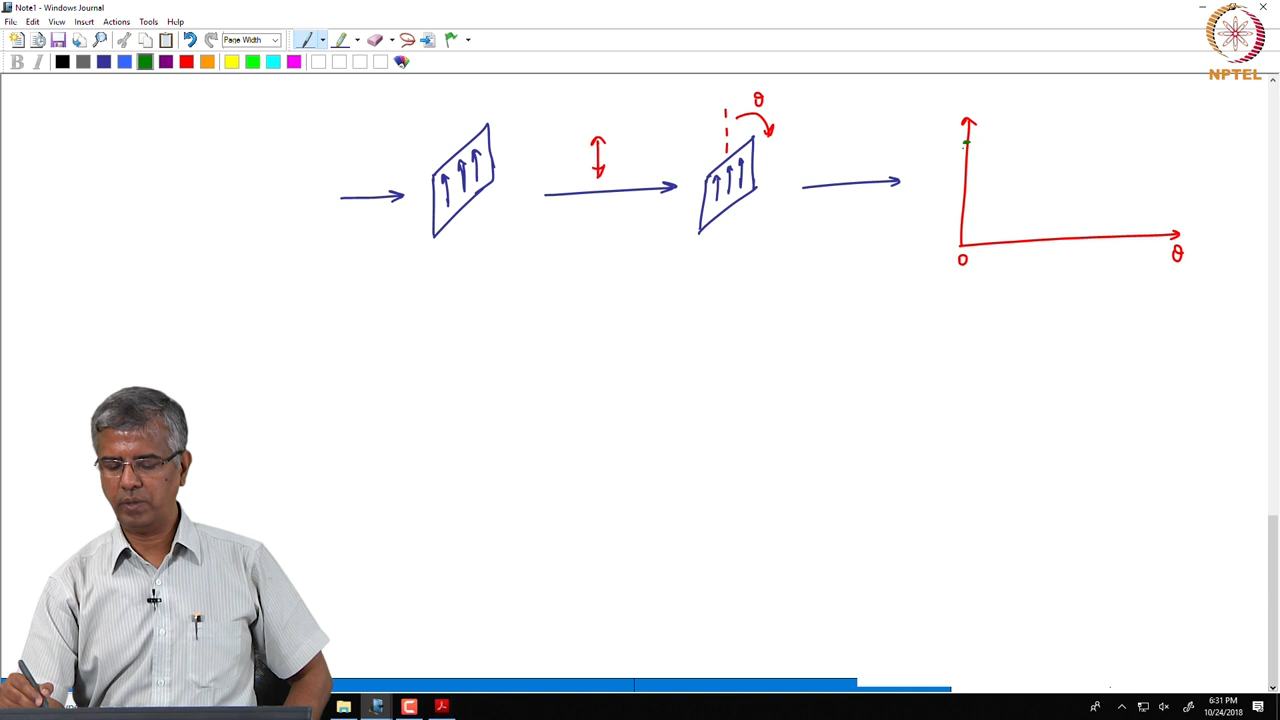 Note1 - Windows Journal
File Edit View Insert Actions Tools Help
Page Width
B I
NPTEL
θ
0
θ
6:31 PM
10/24/2018